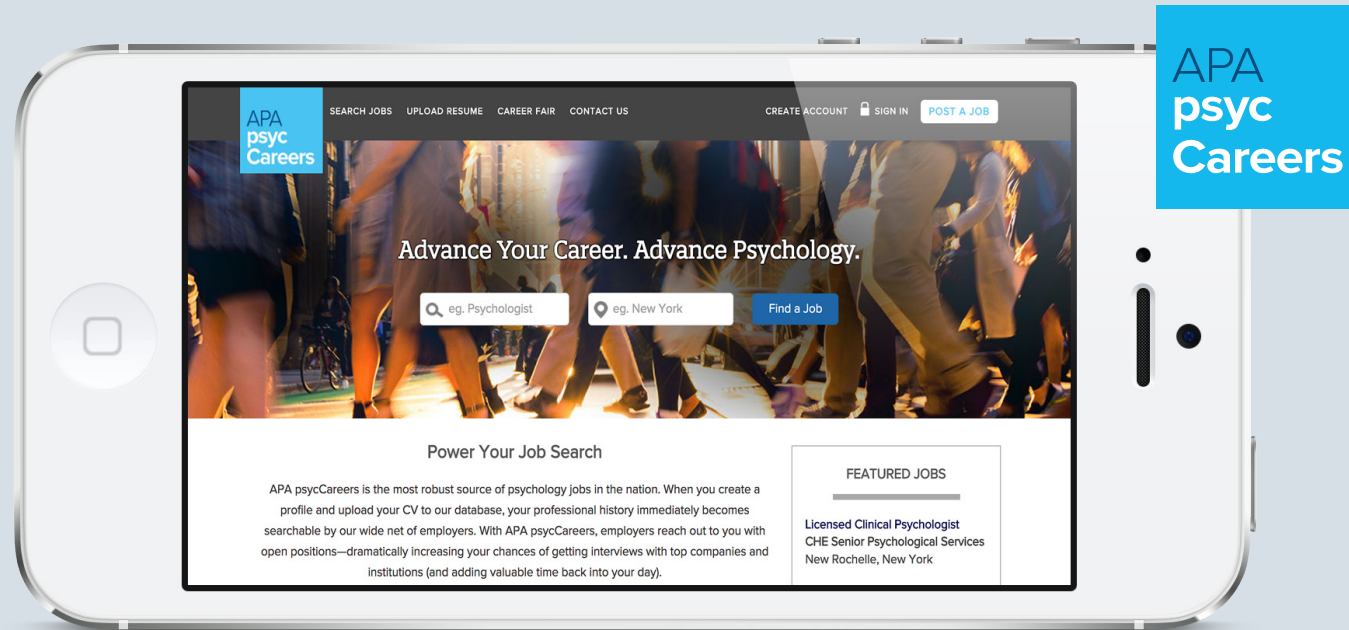 APA
psyc
Careers
SEARCH JOBS UPLOAD RESUME CAREER FAIR CONTACT US CREATE ACCOUNT SIGN IN POST A JOB
APA
psyc
Careers
Advance Your Career. Advance Psychology.
eg. Psychologist eg. New York Find a Job
Power Your Job Search
APA psycCareers is the most robust source of psychology jobs in the nation. When you create a
profile and upload your CV to our database, your professional history immediately becomes
searchable by our wide net of employers. With APA psycCareers, employers reach out to you with
open positions—dramatically increasing your chances of getting interviews with top companies and
institutions (and adding valuable time back into your day).
FEATURED JOBS
Licensed Clinical Psychologist
CHE Senior Psychological Services
New Rochelle, New York